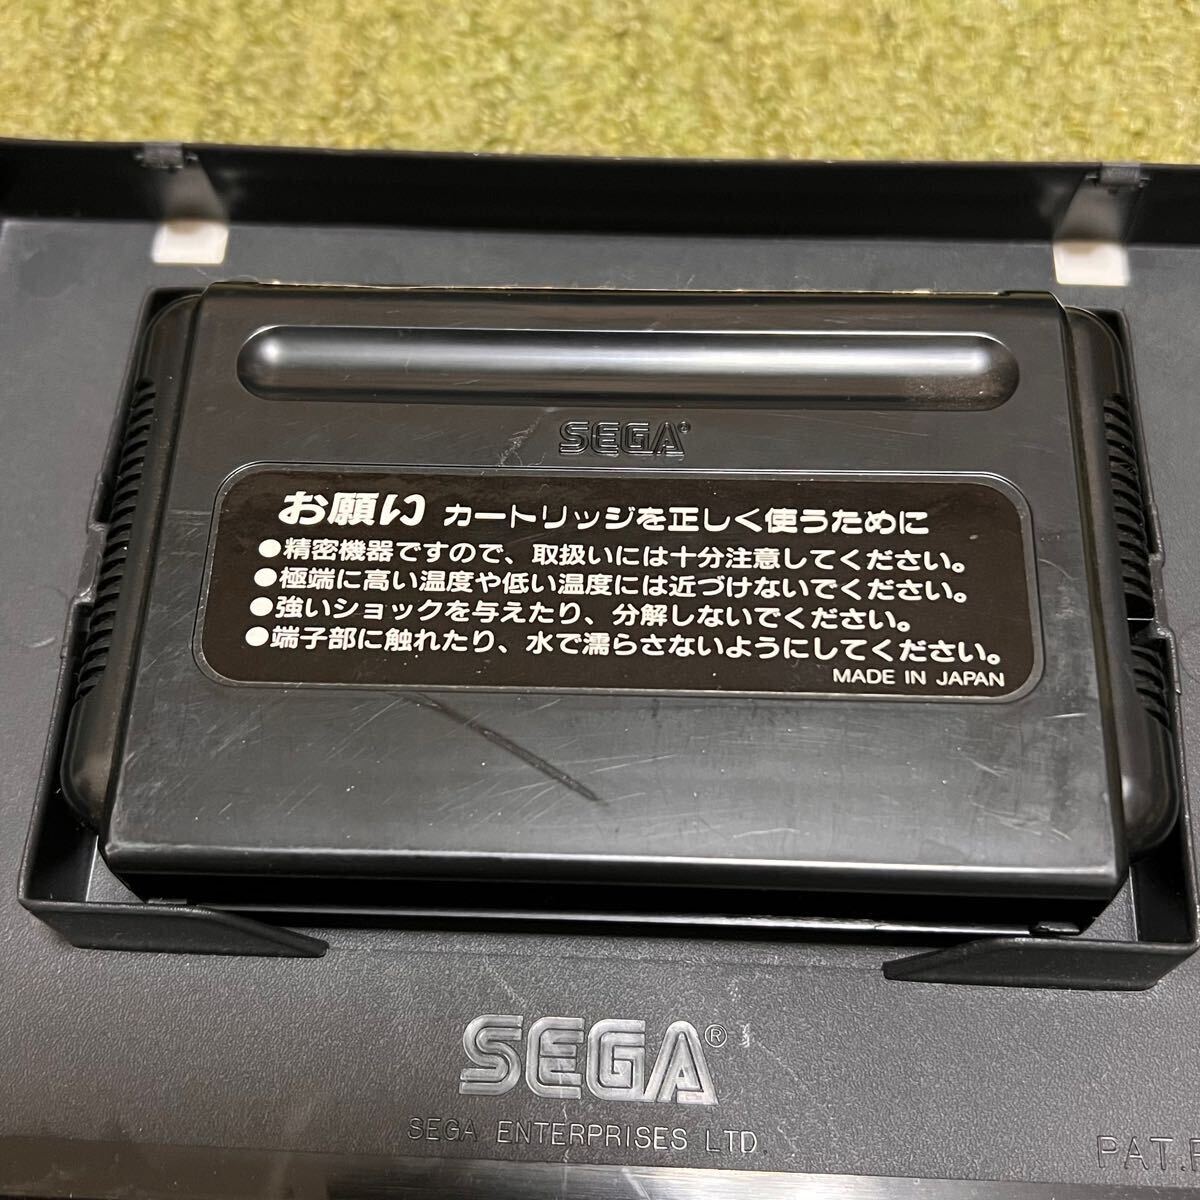 SEGA®
お願い カートリッジを正しく使うために
●精密機器ですので、取扱いには十分注意してください。
●極端に高い温度や低い温度には近づけないでください。
●強いショックを与えたり、分解しないでください。
●端子部に触れたり、水で濡らさないようにしてください。
MADE IN JAPAN
SEGA®
SEGA ENTERPRISES LTD.
PAT.